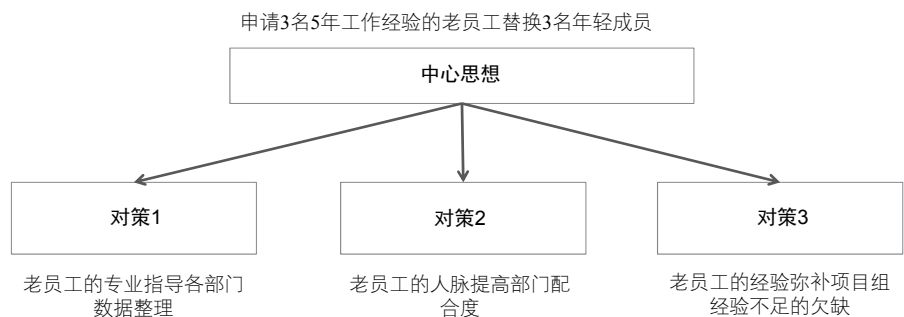 申请3名5年工作经验的老员工替换3名年轻成员
中心思想
对策1
对策2
对策3
老员工的专业指导各部门
数据整理
老员工的人脉提高部门配
合度
老员工的经验弥补项目组
经验不足的欠缺